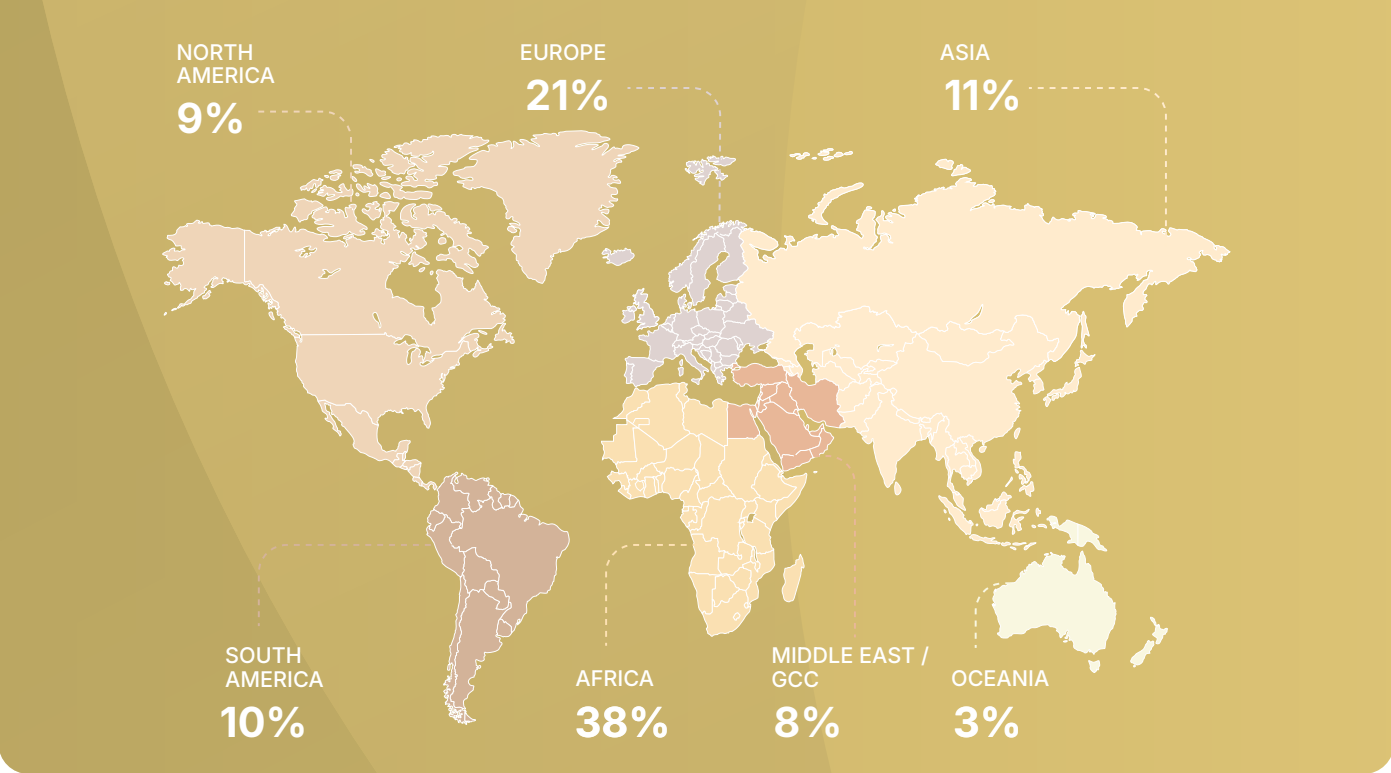 NORTH
AMERICA
9%
EUROPE
21%
ASIA
11%
SOUTH
AMERICA
10%
AFRICA
38%
MIDDLE EAST /
GCC
8%
OCEANIA
3%